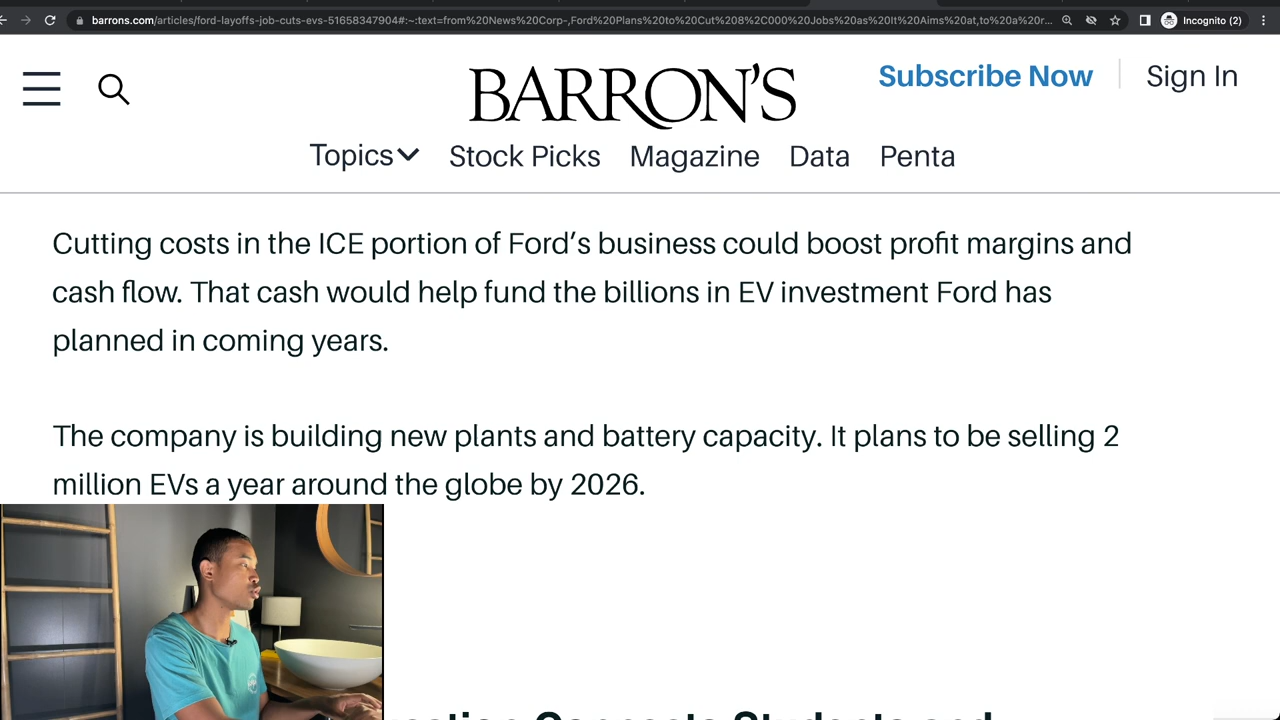 barrons.com/articles/ford-layoffs-job-cuts-evs-51658347904#:~:text=from%20News%20Corp-,Ford%20Plans%20to%20Cut%208%2C000%20Jobs%20as%20It%20Aims%20at,to%20a%20r...
Incognito (2)
BARRON'S
Subscribe Now
Sign In
Topics Stock Picks Magazine Data Penta
Cutting costs in the ICE portion of Ford’s business could boost profit margins and
cash flow. That cash would help fund the billions in EV investment Ford has
planned in coming years.
The company is building new plants and battery capacity. It plans to be selling 2
million EVs a year around the globe by 2026.